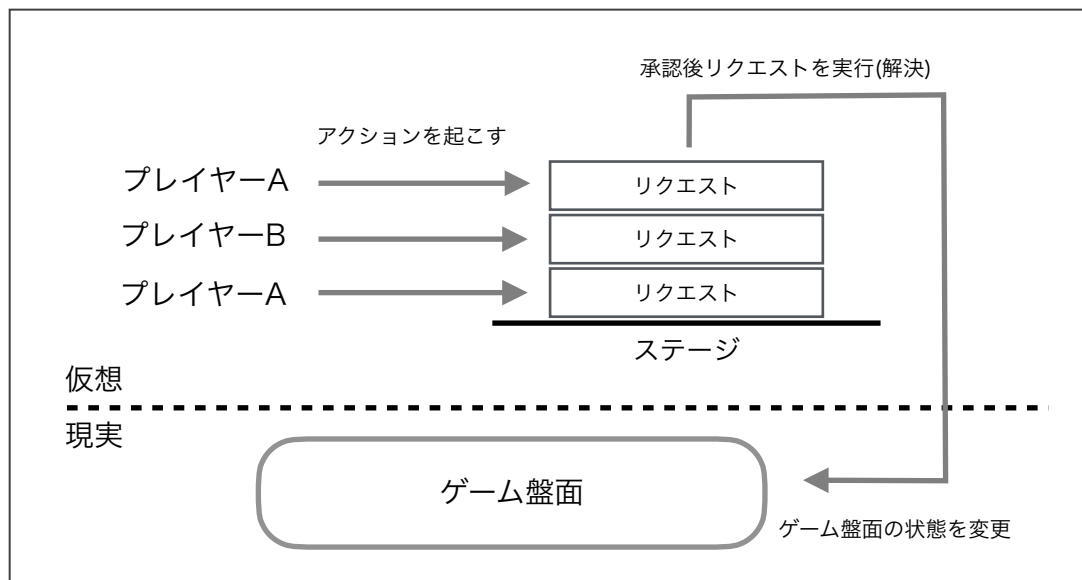 承認後リクエストを実行(解決)
アクションを起こす
プレイヤーA
リクエスト
プレイヤーB
リクエスト
プレイヤーA
リクエスト
ステージ
仮想
現実
ゲーム盤面
ゲーム盤面の状態を変更